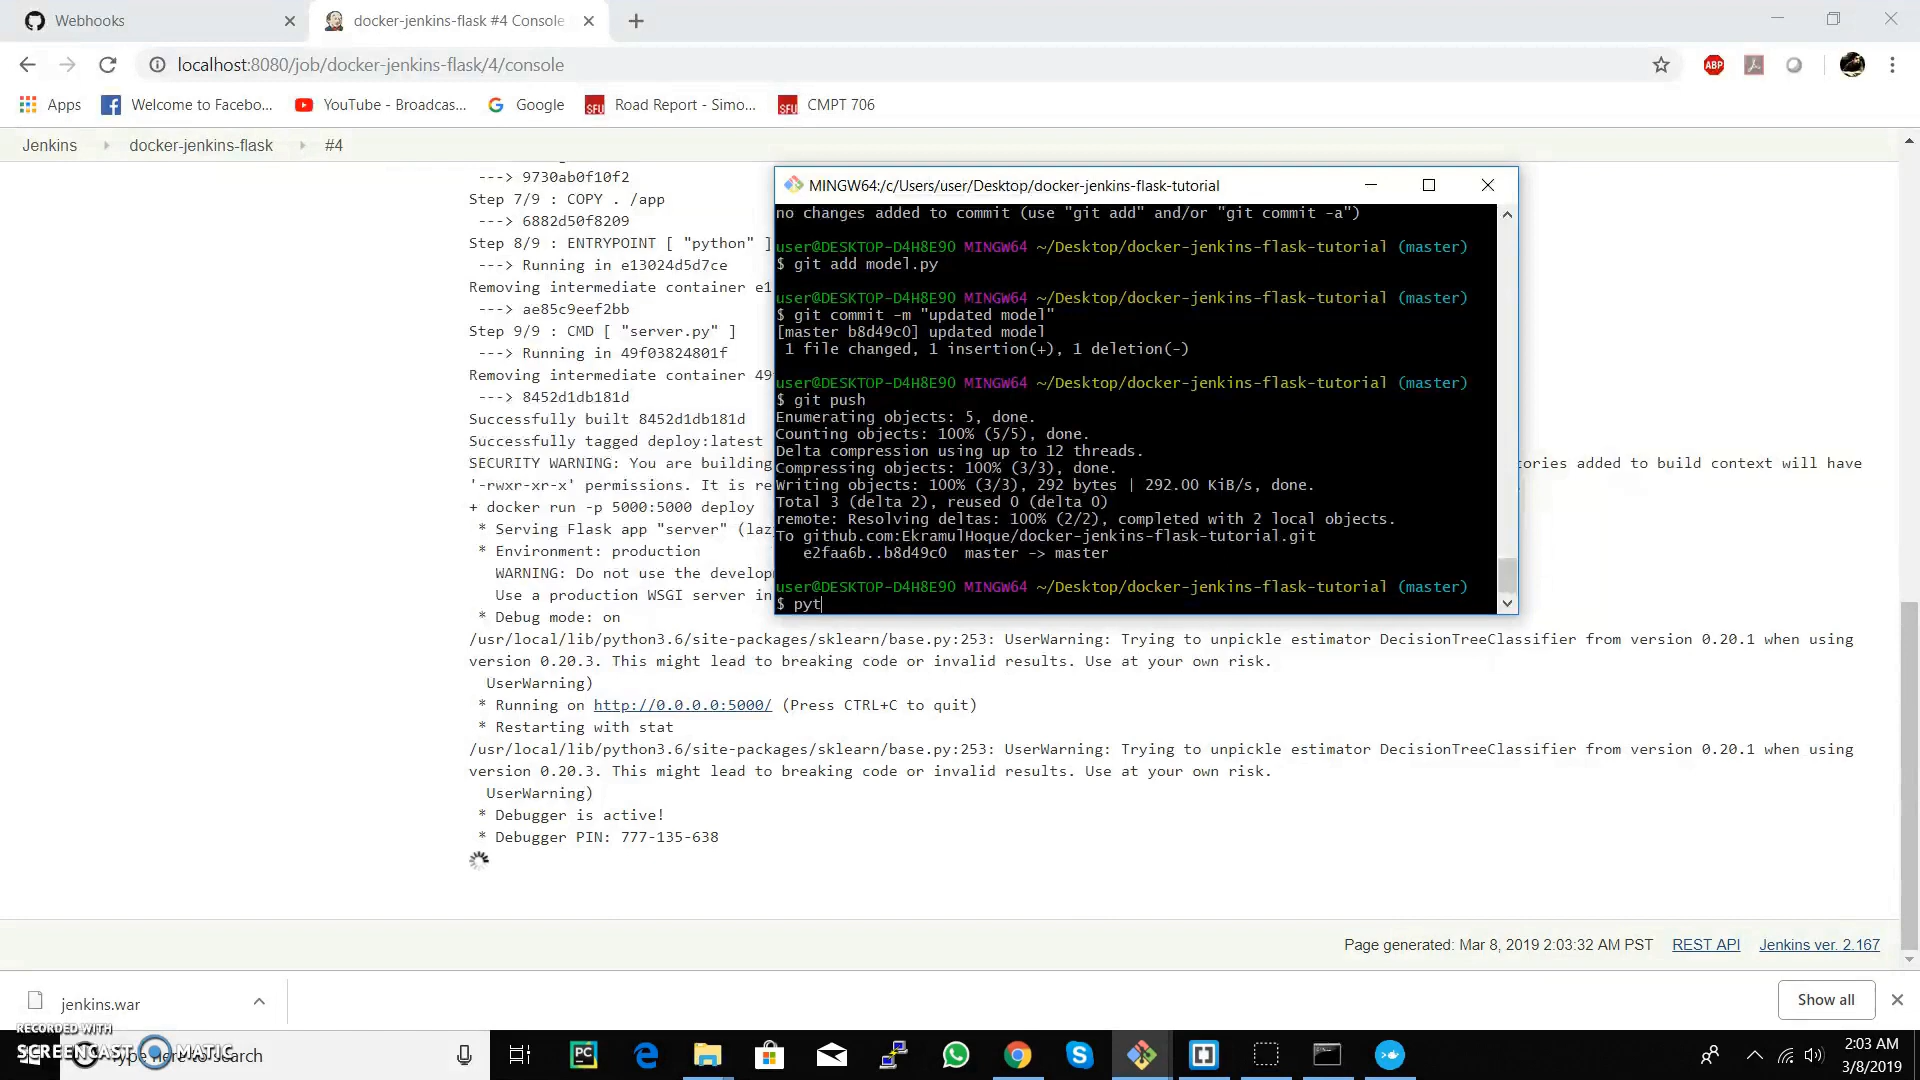 Webhooks
docker-jenkins-flask #4 Console
localhost:8080/job/docker-jenkins-flask/4/console
ABP
Apps
Welcome to Facebo...
YouTube - Broadcas...
Google
SFU
Road Report - Simo...
SFU
CMPT 706
Jenkins
docker-jenkins-flask
#4
---> 9730ab0f10f2
Step 7/9 : COPY . /app
---> 6882d50f8209
Step 8/9 : ENTRYPOINT [ "python" ]
---> Running in e13024d5d7ce
Removing intermediate container e1
---> ae85c9eef2bb
Step 9/9 : CMD [ "server.py" ]
---> Running in 49f03824801f
Removing intermediate container 49
---> 8452d1db181d
Successfully built 8452d1db181d
Successfully tagged deploy:latest
SECURITY WARNING: You are building
ories added to build context will have
'-rwxr-xr-x' permissions. It is re
+ docker run -p 5000:5000 deploy
* Serving Flask app "server" (laz
* Environment: production
WARNING: Do not use the develop
Use a production WSGI server in
* Debug mode: on
/usr/local/lib/python3.6/site-packages/sklearn/base.py:253: UserWarning: Trying to unpickle estimator DecisionTreeClassifier from version 0.20.1 when using
version 0.20.3. This might lead to breaking code or invalid results. Use at your own risk.
UserWarning)
* Running on http://0.0.0.0:5000/ (Press CTRL+C to quit)
* Restarting with stat
/usr/local/lib/python3.6/site-packages/sklearn/base.py:253: UserWarning: Trying to unpickle estimator DecisionTreeClassifier from version 0.20.1 when using
version 0.20.3. This might lead to breaking code or invalid results. Use at your own risk.
UserWarning)
* Debugger is active!
* Debugger PIN: 777-135-638
MINGW64:/c/Users/user/Desktop/docker-jenkins-flask-tutorial
no changes added to commit (use "git add" and/or "git commit -a")
user@DESKTOP-D4H8E9O MINGW64 ~/Desktop/docker-jenkins-flask-tutorial (master)
$ git add model.py
user@DESKTOP-D4H8E9O MINGW64 ~/Desktop/docker-jenkins-flask-tutorial (master)
$ git commit -m "updated model"
[master b8d49c0] updated model
1 file changed, 1 insertion(+), 1 deletion(-)
user@DESKTOP-D4H8E9O MINGW64 ~/Desktop/docker-jenkins-flask-tutorial (master)
$ git push
Enumerating objects: 5, done.
Counting objects: 100% (5/5), done.
Delta compression using up to 12 threads.
Compressing objects: 100% (3/3), done.
Writing objects: 100% (3/3), 292 bytes | 292.00 KiB/s, done.
Total 3 (delta 2), reused 0 (delta 0)
remote: Resolving deltas: 100% (2/2), completed with 2 local objects.
To github.com:EkramulHoque/docker-jenkins-flask-tutorial.git
e2faa6b..b8d49c0 master -> master
user@DESKTOP-D4H8E9O MINGW64 ~/Desktop/docker-jenkins-flask-tutorial (master)
$ pyt
Page generated: Mar 8, 2019 2:03:32 AM PST
REST API
Jenkins ver. 2.167
jenkins.war
Show all
RECORDED WITH
SCREENCAST MATIC
Type here to search
PC
2:03 AM
3/8/2019